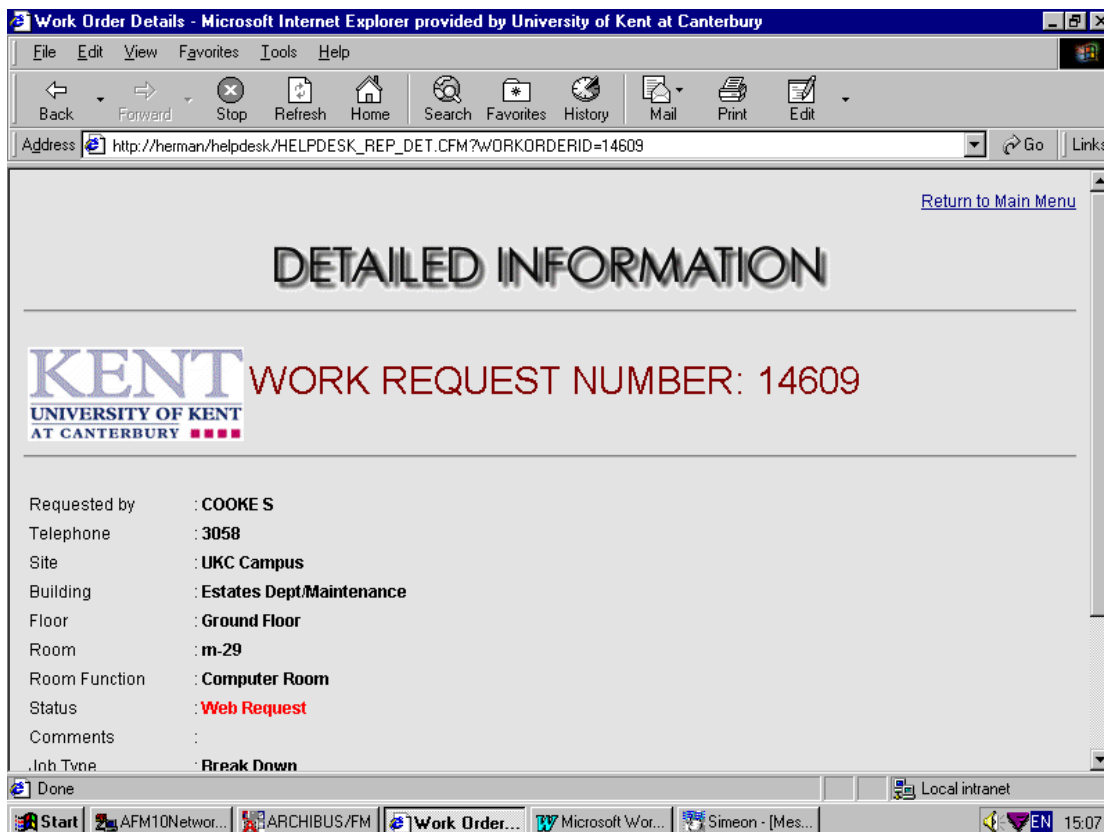 Work Order Details - Microsoft Internet Explorer provided by University of Kent at Canterbury
File Edit View Favorites Tools Help
Back Forward Stop Refresh Home Search Favorites History Mail Print Edit
Address http://herman/helpdesk/HELPDESK_REP_DET.CFM?WORKORDERID=14609 Go Links
Return to Main Menu
DETAILED INFORMATION
KENT
UNIVERSITY OF KENT
AT CANTERBURY
WORK REQUEST NUMBER: 14609
Requested by : COOKE S
Telephone : 3058
Site : UKC Campus
Building : Estates Dept/Maintenance
Floor : Ground Floor
Room : m-29
Room Function : Computer Room
Status : Web Request
Comments :
Job Type : Break Down
Done Local intranet
Start AFM10Networ... ARCHIBUS/FM Work Order... Microsoft Wor... Simeon - [Mes... EN 15:07